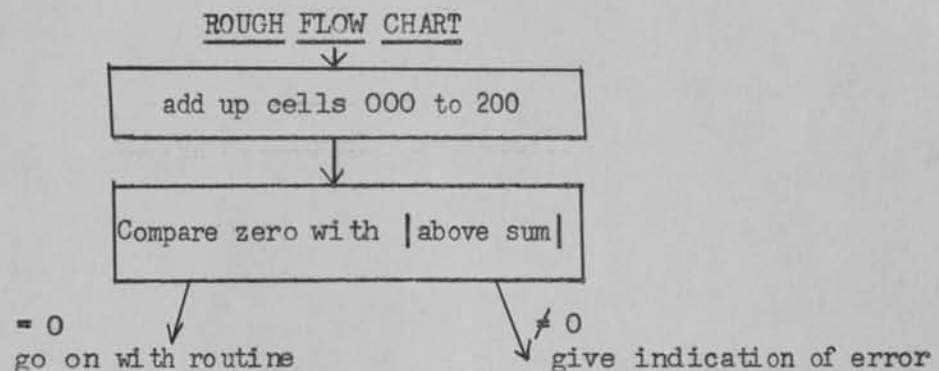 ROUGH FLOW CHART
add up cells 000 to 200
Compare zero with |above sum|
= 0
≠ 0
go on with routine
give indication of error